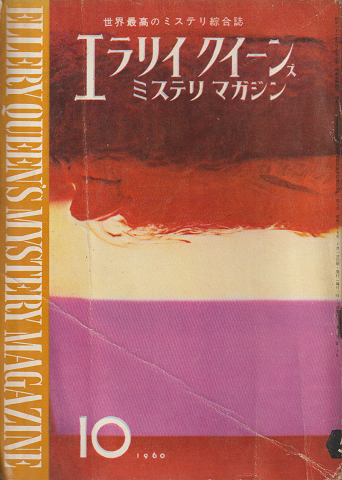 世界最高のミステリ綜合誌
エラリイ クイーンズ
ミステリ マガジン
ELLERY QUEEN'S MYSTERY MAGAZINE
10
1960